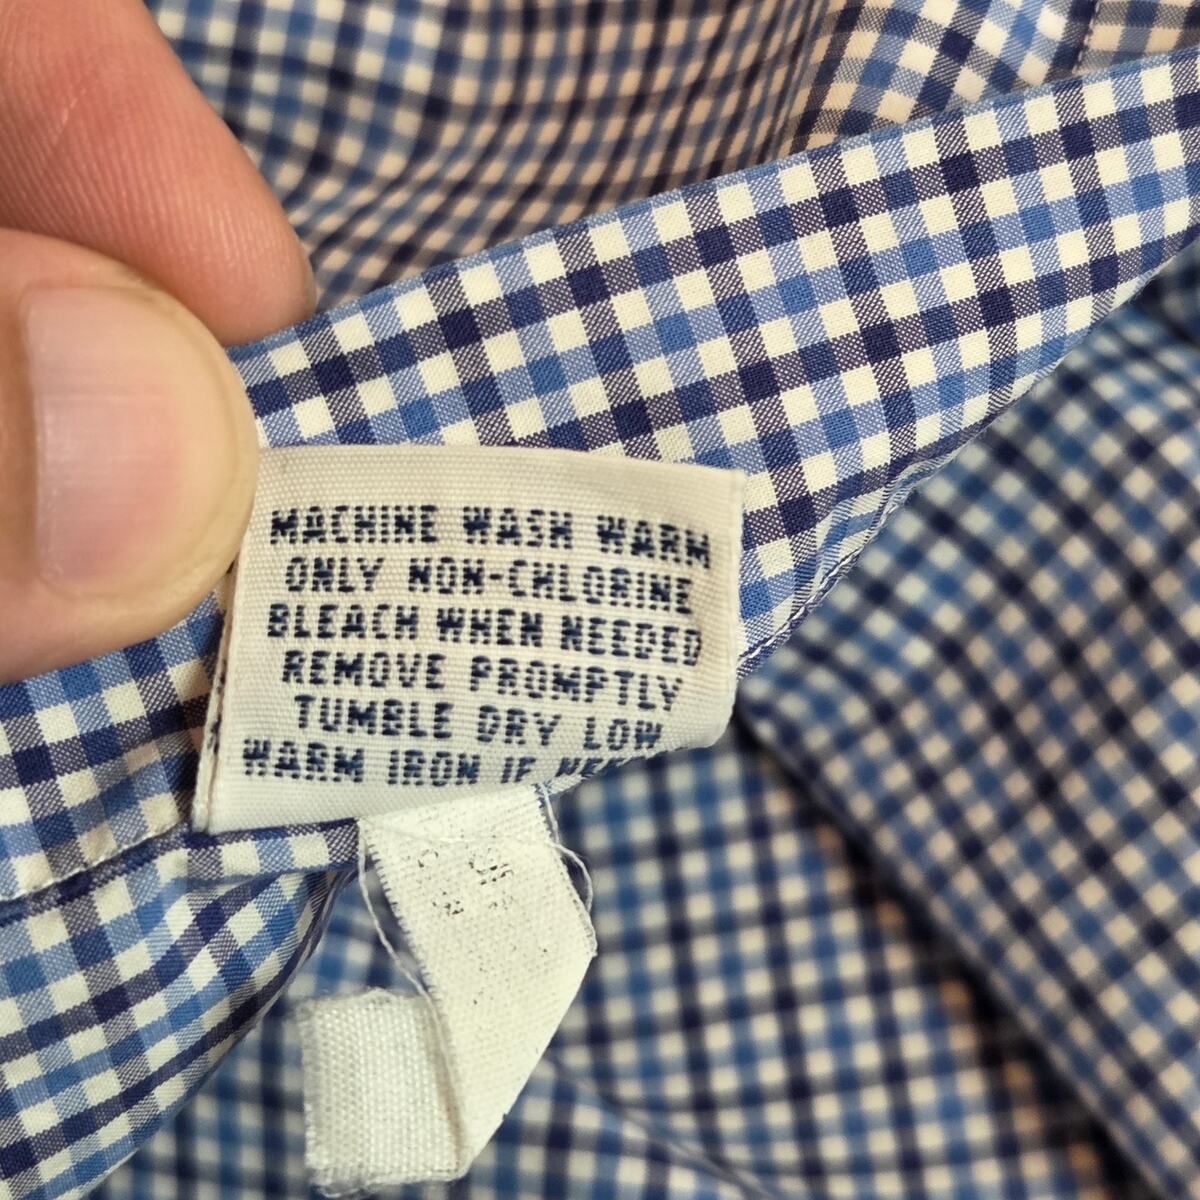 MACHINE WASH WARM
ONLY NON-CHLORINE
BLEACH WHEN NEEDED
REMOVE PROMPTLY
TUMBLE DRY LOW
WARM IRON IF